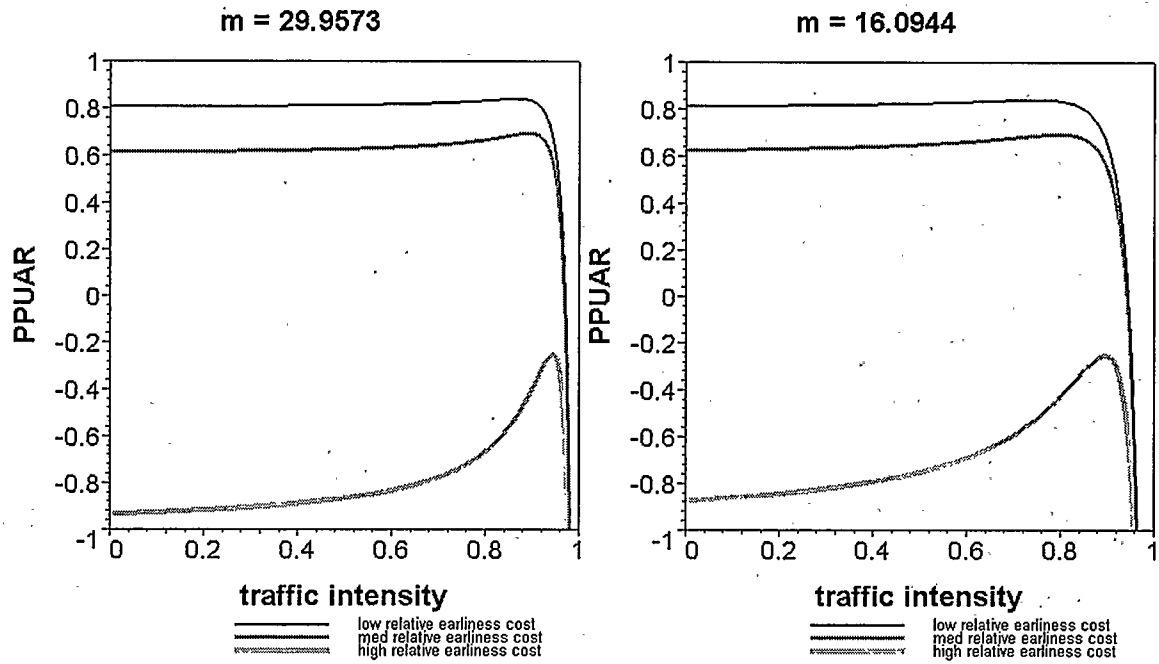 m = 29.9573
m = 16.0944
PPUAR
1
0.8
0.6
0.4
0.2
0
-0.2
-0.4
-0.6
-0.8
-1
0 0.2 0.4 0.6 0.8 1
traffic intensity
low relative earliness cost
med relative earliness cost
high relative earliness cost
PPUAR
1
0.8
0.6
0.4
0.2
0
-0.2
-0.4
-0.6
-0.8
-1
0 0.2 0.4 0.6 0.8 1
traffic intensity
low relative earliness cost
med relative earliness cost
high relative earliness cost